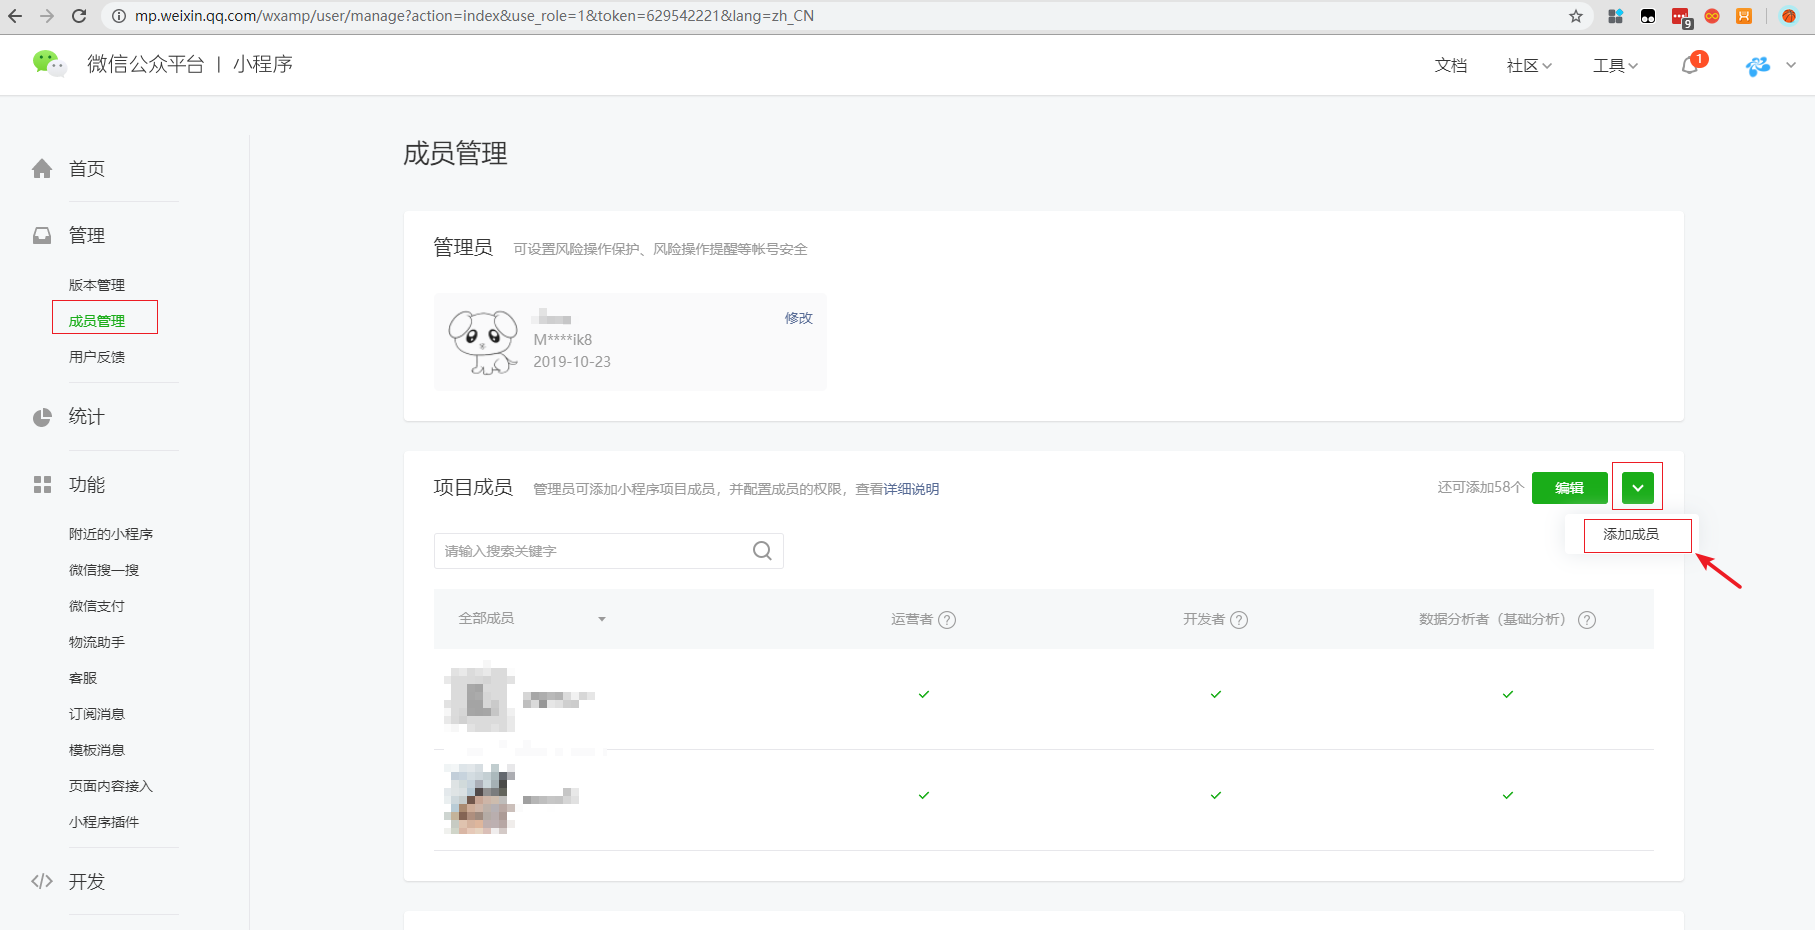 mp.weixin.qq.com/wxamp/user/manage?action=index&use_role=1&token=629542221&lang=zh_CN
9
微信公众平台 | 小程序
文档
社区
工具
1
首页
管理
版本管理
成员管理
用户反馈
统计
功能
附近的小程序
微信搜一搜
微信支付
物流助手
客服
订阅消息
模板消息
页面内容接入
小程序插件
开发
成员管理
管理员 可设置风险操作保护、风险操作提醒等帐号安全
修改
M****ik8
2019-10-23
项目成员 管理员可添加小程序项目成员，并配置成员的权限，查看详细说明
还可添加58个 编辑
添加成员
请输入搜索关键字
全部成员 运营者 ? 开发者 ? 数据分析者（基础分析） ?